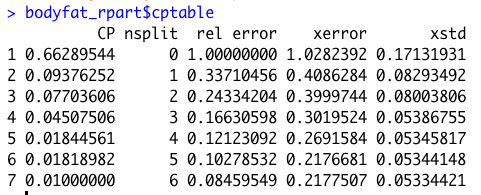 > bodyfat_rpart$cptable
CP nsplit rel error xerror xstd
1 0.66289544 0 1.00000000 1.0282392 0.17131931
2 0.09376252 1 0.33710456 0.4086284 0.08293492
3 0.07703606 2 0.24334204 0.3999744 0.08003806
4 0.04507506 3 0.16630598 0.3019524 0.05386755
5 0.01844561 4 0.12123092 0.2691584 0.05345817
6 0.01818982 5 0.10278532 0.2176681 0.05344148
7 0.01000000 6 0.08459549 0.2177507 0.05334421